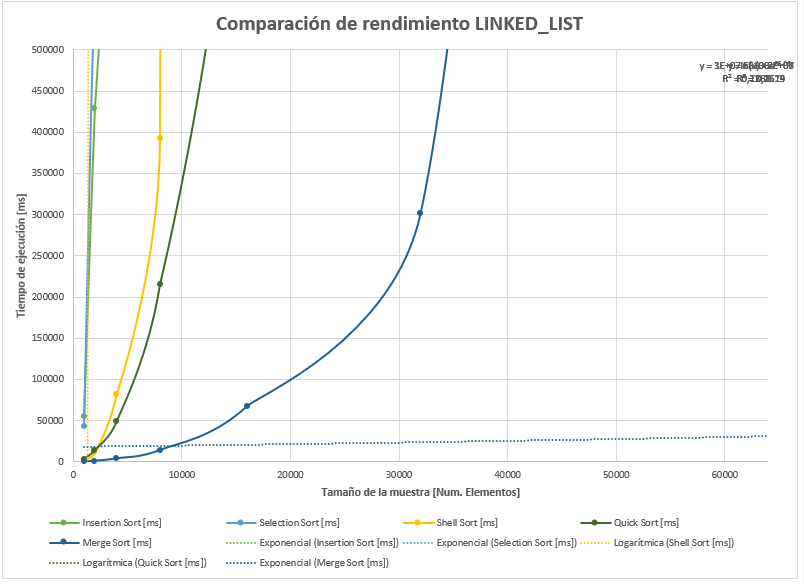 Comparación de rendimiento LINKED_LIST
500000
450000
400000
350000
300000
250000
200000
150000
100000
50000
0
Tiempo de ejecución [ms]
0 10000 20000 30000 40000 50000 60000
Tamaño de la muestra [Num. Elementos]
Insertion Sort [ms] Selection Sort [ms] Shell Sort [ms] Quick Sort [ms]
Merge Sort [ms] Exponencial (Insertion Sort [ms]) Exponencial (Selection Sort [ms]) Logarítmica (Shell Sort [ms])
Logarítmica (Quick Sort [ms]) Exponencial (Merge Sort [ms])